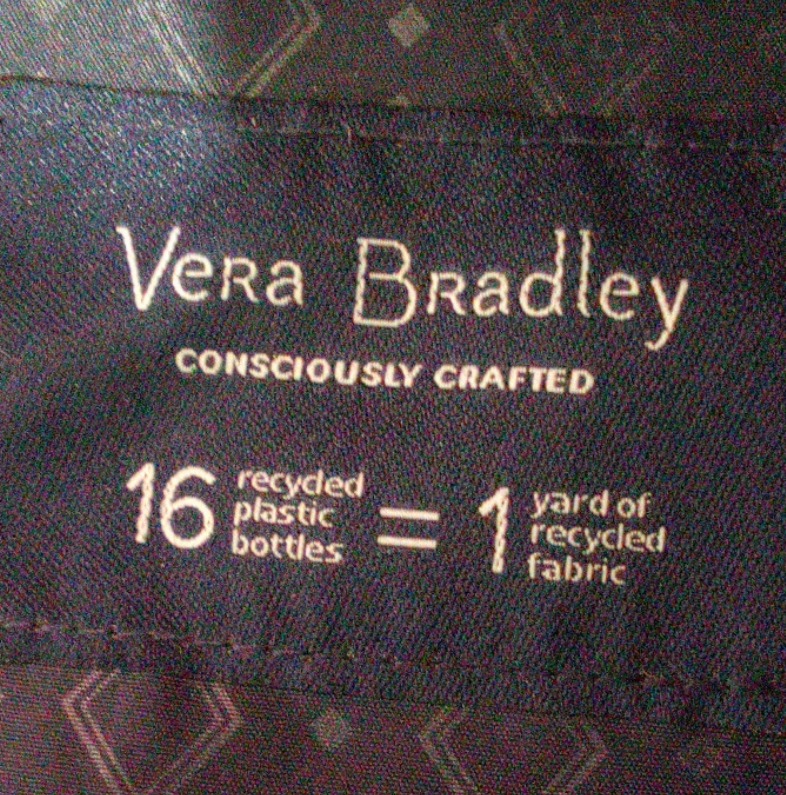 Vera Bradley
CONSCIOUSLY CRAFTED
16 recycled plastic bottles = 1 yard of recycled fabric